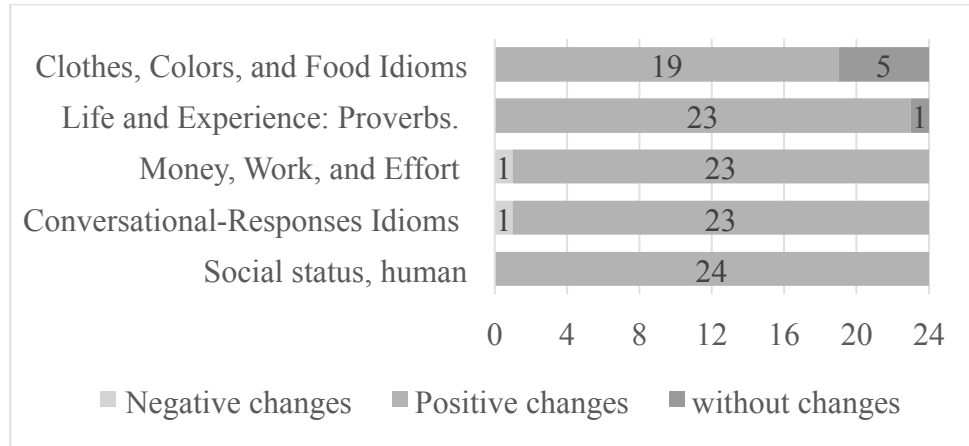 Clothes, Colors, and Food Idioms 19 5
Life and Experience: Proverbs. 23 1
Money, Work, and Effort 1 23
Conversational-Responses Idioms 1 23
Social status, human 24
0 4 8 12 16 20 24
Negative changes Positive changes without changes